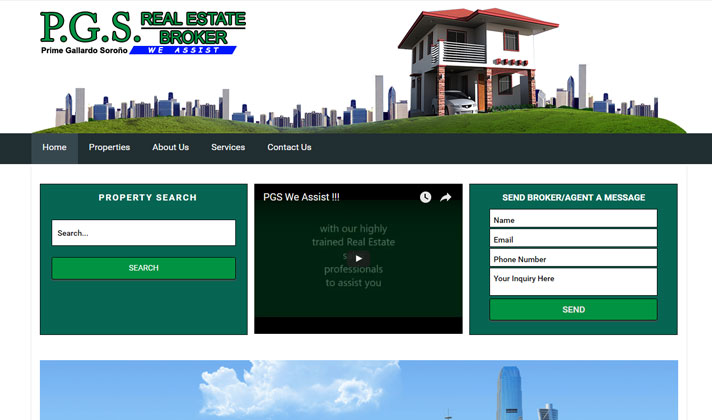 P.G.S. REAL ESTATE
BROKER
Prime Gallardo Soroño WE ASSIST
Home Properties About Us Services Contact Us
PROPERTY SEARCH
Search...
SEARCH
PGS We Assist !!!
with our highly
trained Real Estate
professionals
to assist you
SEND BROKER/AGENT A MESSAGE
Name
Email
Phone Number
Your Inquiry Here
SEND